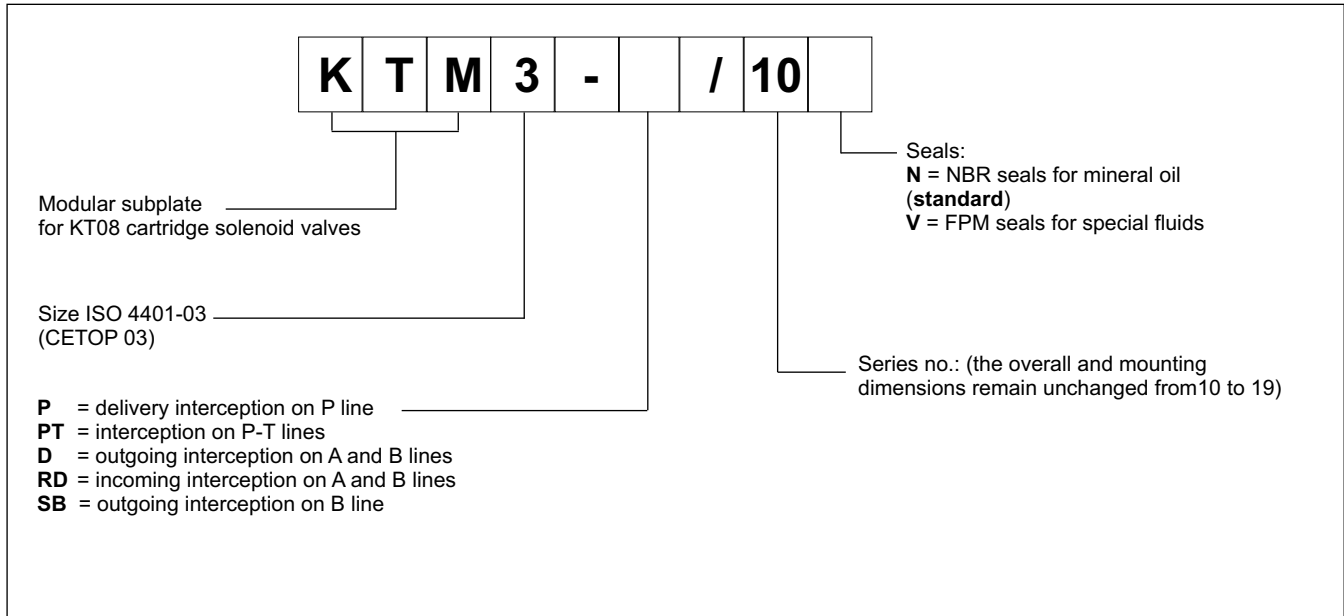 K T M 3 - / 10
Seals:
N = NBR seals for mineral oil
(standard)
V = FPM seals for special fluids
Modular subplate
for KT08 cartridge solenoid valves
Size ISO 4401-03
(CETOP 03)
Series no.: (the overall and mounting
dimensions remain unchanged from10 to 19)
P = delivery interception on P line
PT = interception on P-T lines
D = outgoing interception on A and B lines
RD = incoming interception on A and B lines
SB = outgoing interception on B line